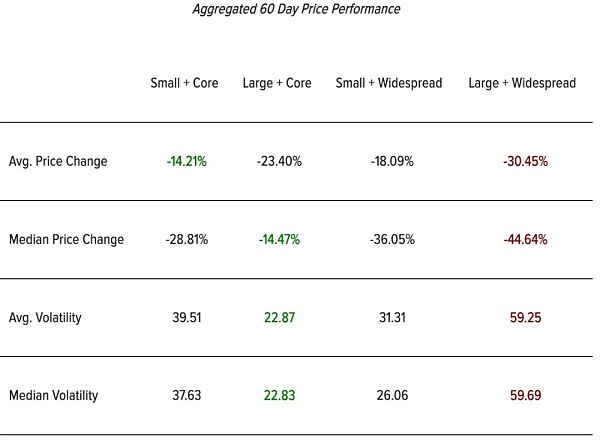 Aggregated 60 Day Price Performance
Small + Core Large + Core Small + Widespread Large + Widespread
Avg. Price Change -14.21% -23.40% -18.09% -30.45%
Median Price Change -28.81% -14.47% -36.05% -44.64%
Avg. Volatility 39.51 22.87 31.31 59.25
Median Volatility 37.63 22.83 26.06 59.69